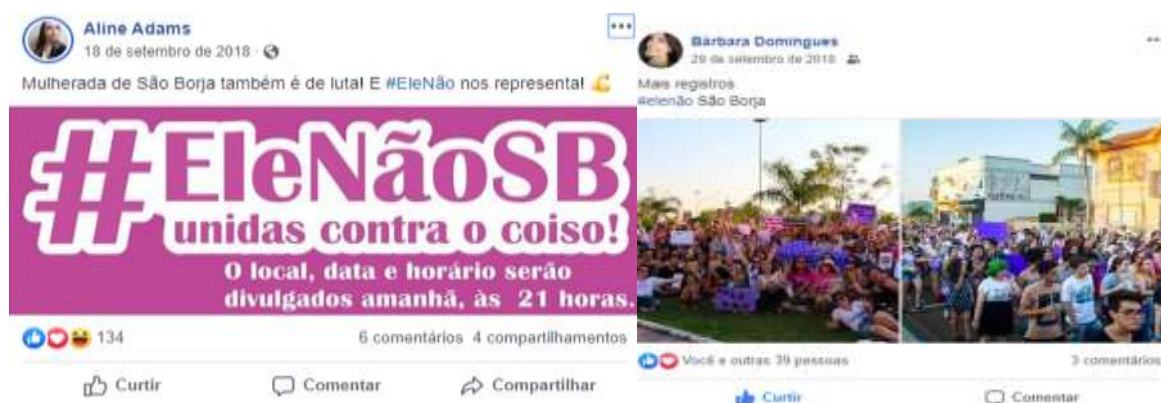 Aline Adams
18 de setembro de 2018
Mulherada de São Borja também é de luta! E #EleNão nos representa!
#EleNãoSB
unidas contra o coiso!
O local, data e horário serão
divulgados amanhã, às 21 horas.
134
6 comentários 4 compartilhamentos
Curtir Comentar Compartilhar
Bárbara Domingues
29 de setembro de 2018
Mais registros
#elenão São Borja
Você e outras 39 pessoas
3 comentários
Curtir Comentar